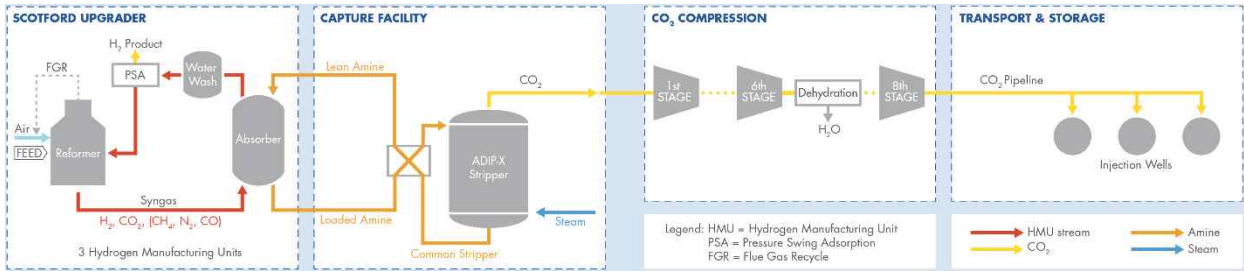 SCOTFORD UPGRADER
H₂ Product
FGR
PSA
Water
Wash
Air
FEED
Reformer
Absorber
Syngas
H₂, CO₂, (CH₄, N₂, CO)
3 Hydrogen Manufacturing Units
CAPTURE FACILITY
Lean Amine
CO₂
ADIP-X
Stripper
Loaded Amine
Steam
Common Stripper
CO₂ COMPRESSION
1st
STAGE
6th
STAGE
Dehydration
H₂O
8th
STAGE
Legend: HMU = Hydrogen Manufacturing Unit
PSA = Pressure Swing Adsorption
FGR = Flue Gas Recycle
TRANSPORT & STORAGE
CO₂ Pipeline
Injection Wells
HMU stream
Amine
CO₂
Steam